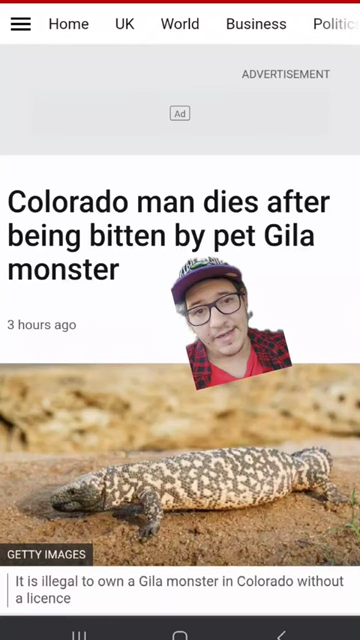 Home UK World Business Politic
ADVERTISEMENT
Ad
Colorado man dies after
being bitten by pet Gila
monster
3 hours ago
GETTY IMAGES
It is illegal to own a Gila monster in Colorado without
a licence